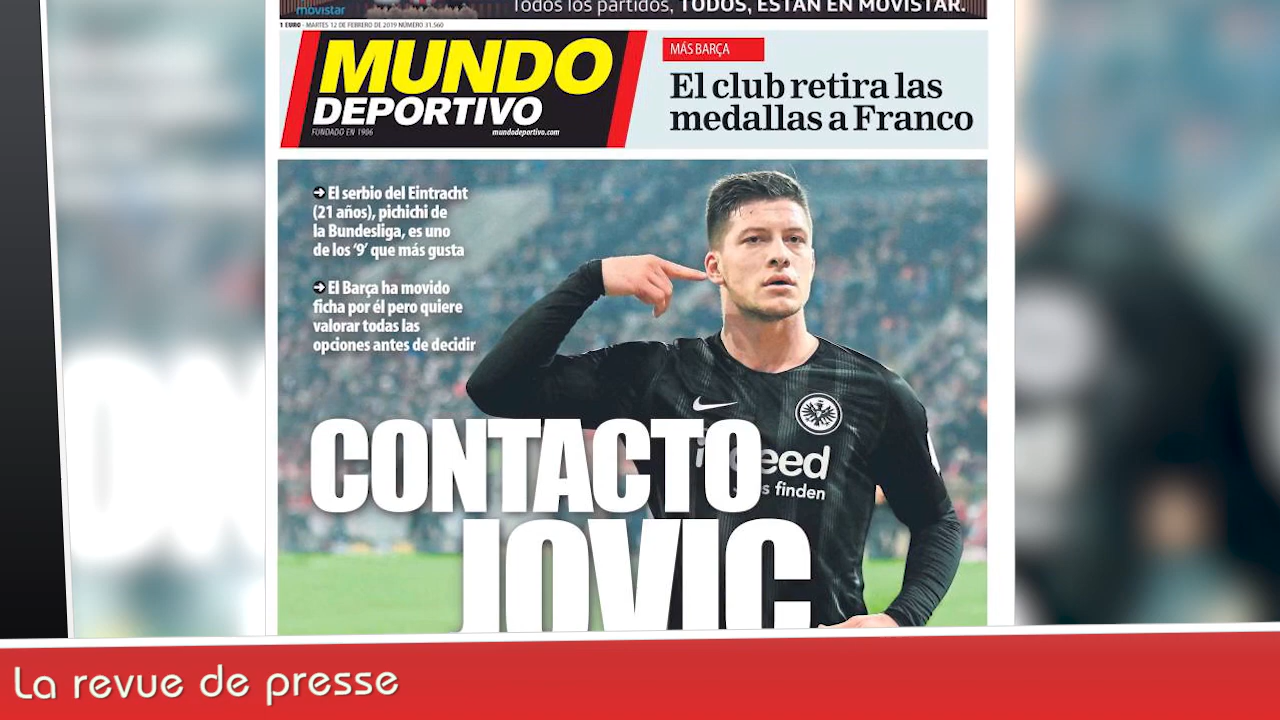 movistar
Todos los partidos, TODOS, ESTÁN EN MOVISTAR.
1 EURO · MARTES 12 DE FEBRERO DE 2019 NÚMERO 31.560
MUNDO
DEPORTIVO
FUNDADO EN 1906
mundodeportivo.com
MÁS BARÇA
El club retira las
medallas a Franco
El serbio del Eintracht
(21 años), pichichi de
la Bundesliga, es uno
de los ‘9’ que más gusta
El Barça ha movido
ficha por él pero quiere
valorar todas las
opciones antes de decidir
indeed
finden
CONTACTO
JOVIC
La revue de presse